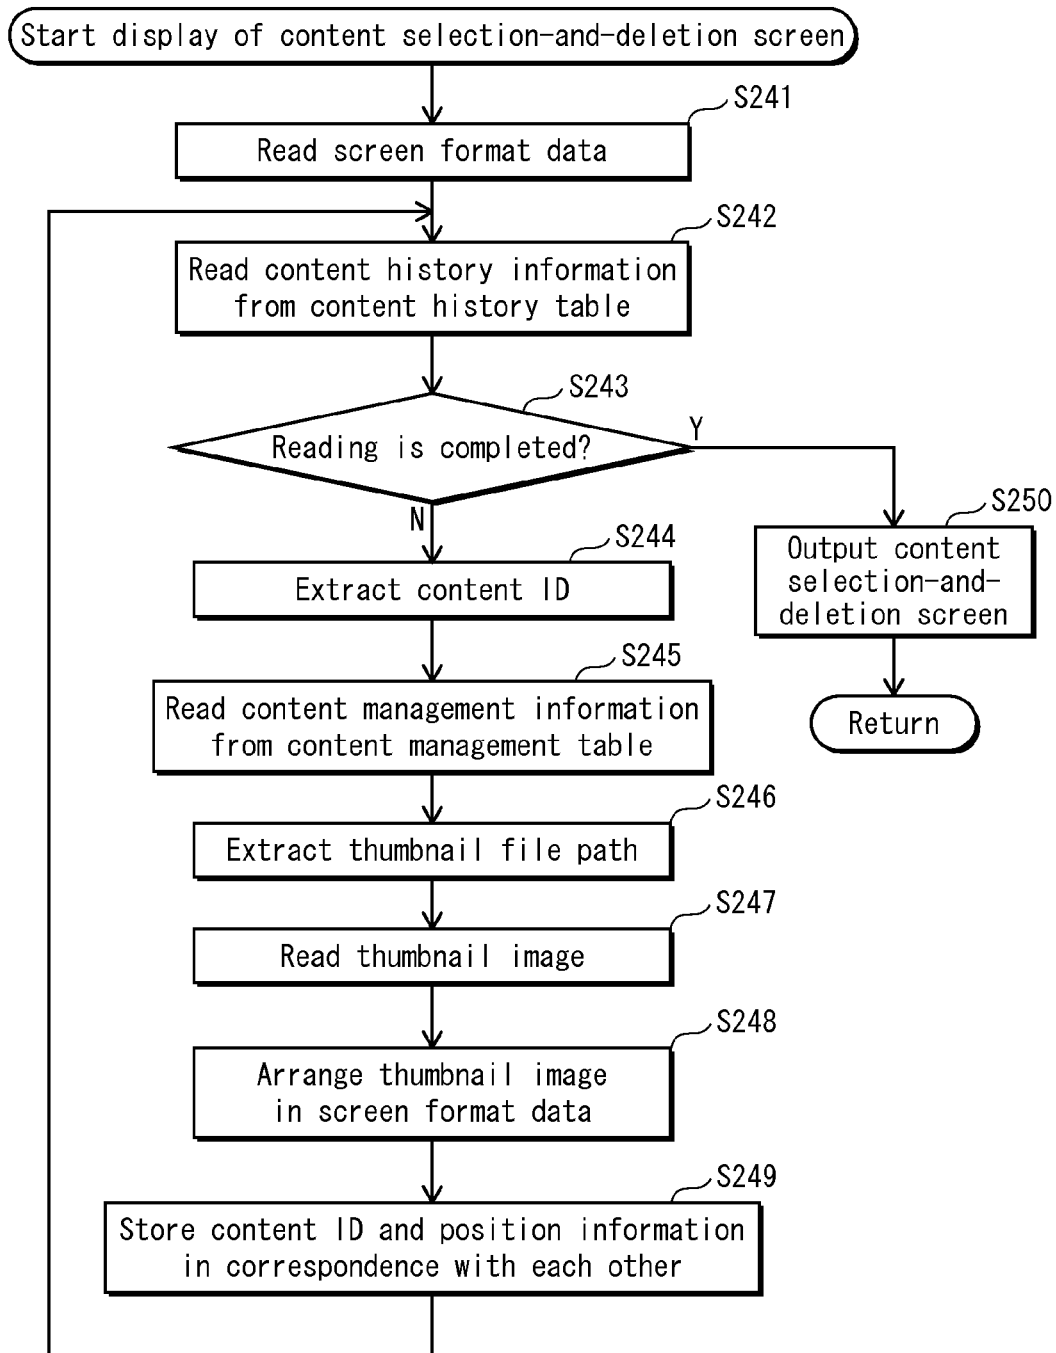 Start display of content selection-and-deletion screen
S241
Read screen format data
S242
Read content history information
from content history table
S243
Reading is completed?
Y
N
S244
Extract content ID
S250
Output content
selection-and-
deletion screen
S245
Read content management information
from content management table
Return
S246
Extract thumbnail file path
S247
Read thumbnail image
S248
Arrange thumbnail image
in screen format data
S249
Store content ID and position information
in correspondence with each other